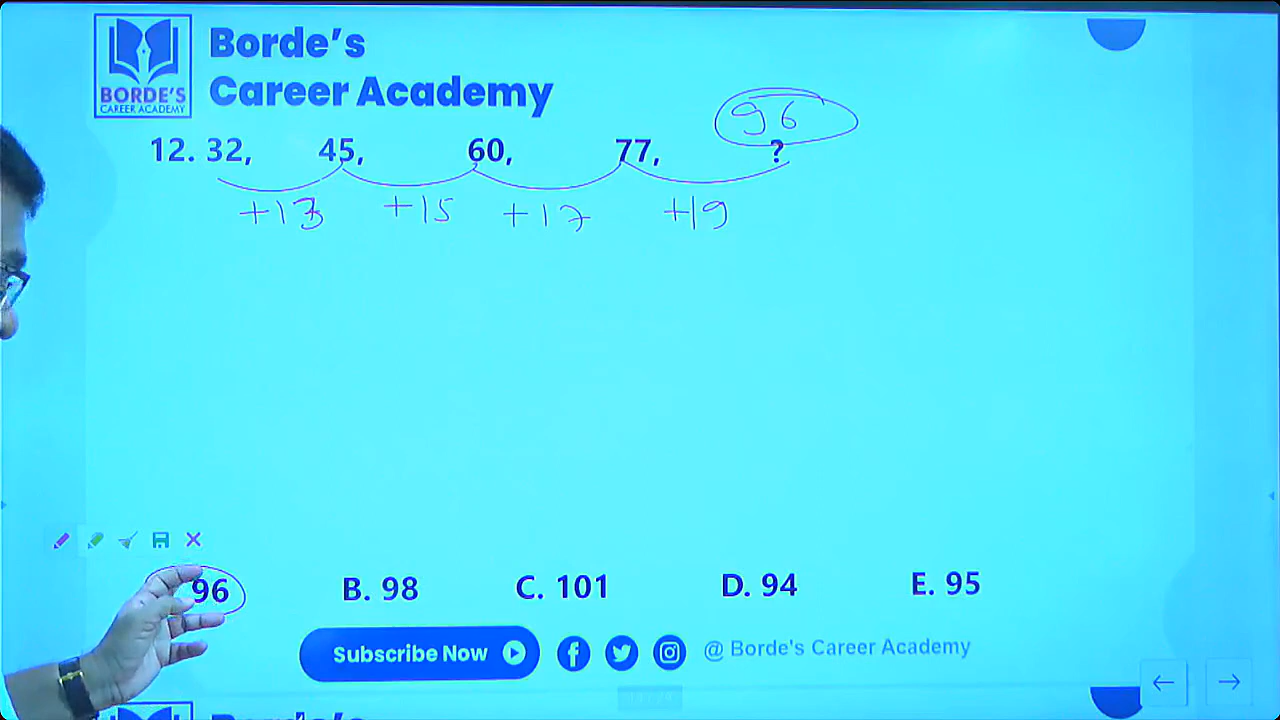 Borde's
Career Academy
BORDE'S
CAREER ACADEMY
96
12. 32, 45, 60, 77, ?
+13 +15 +17 +19
96 B. 98 C. 101 D. 94 E. 95
Subscribe Now @ Borde's Career Academy
Borde's